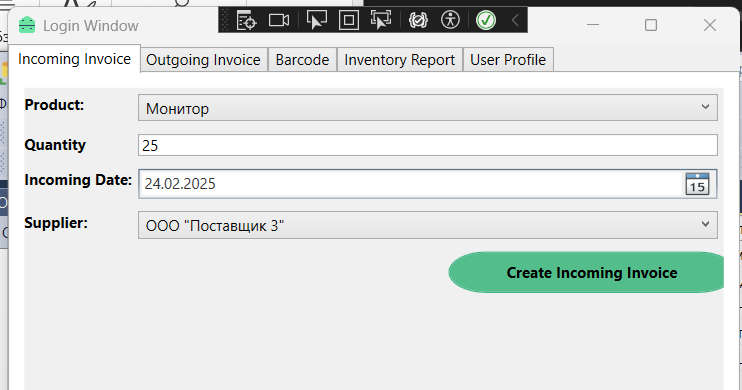 Login Window
Incoming Invoice Outgoing Invoice Barcode Inventory Report User Profile
Product: Монитор
Quantity 25
Incoming Date: 24.02.2025 15
Supplier: ООО "Поставщик 3"
Create Incoming Invoice